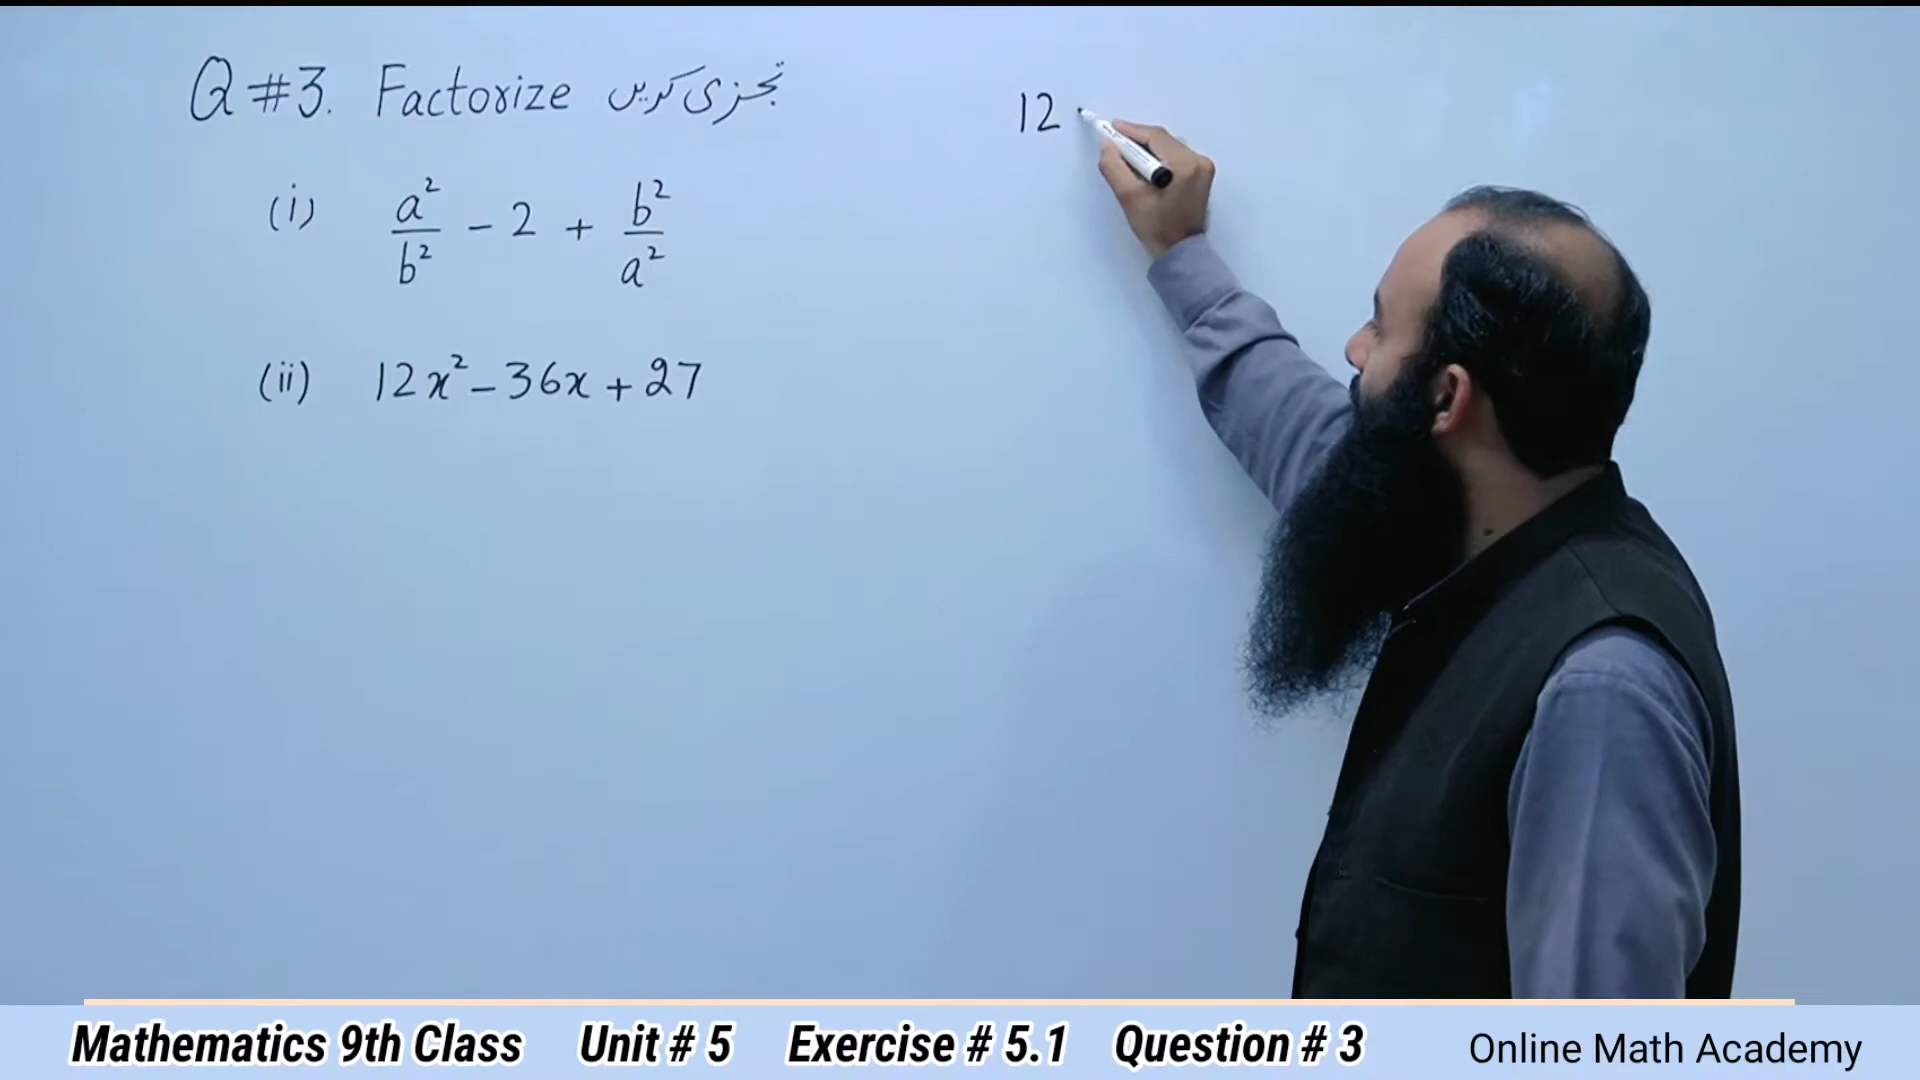 Q #3. Factorize تجزی کریں
12
(i) a²/b² - 2 + b²/a²
(ii) 12x² - 36x + 27
Mathematics 9th Class Unit # 5 Exercise # 5.1 Question # 3 Online Math Academy